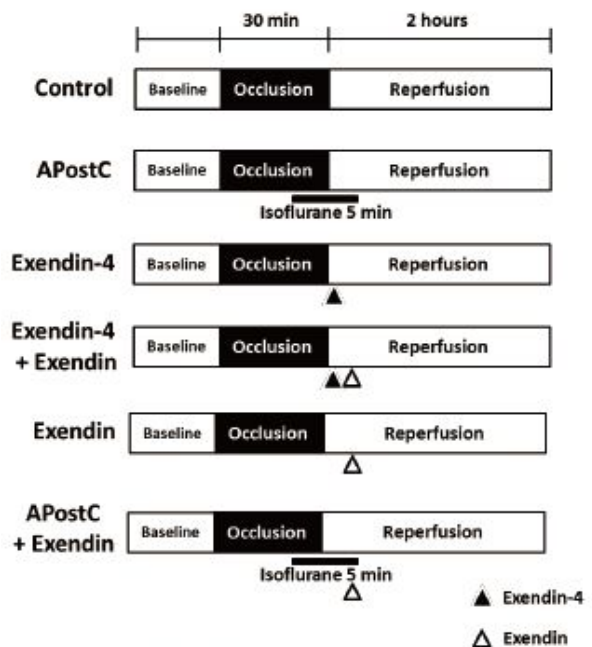 30 min 2 hours
Control Baseline Occlusion Reperfusion
APostC Baseline Occlusion Reperfusion
Isoflurane 5 min
Exendin-4 Baseline Occlusion Reperfusion
Exendin-4
+ Exendin Baseline Occlusion Reperfusion
Exendin Baseline Occlusion Reperfusion
APostC
+ Exendin Baseline Occlusion Reperfusion
Isoflurane 5 min
Exendin-4
Exendin